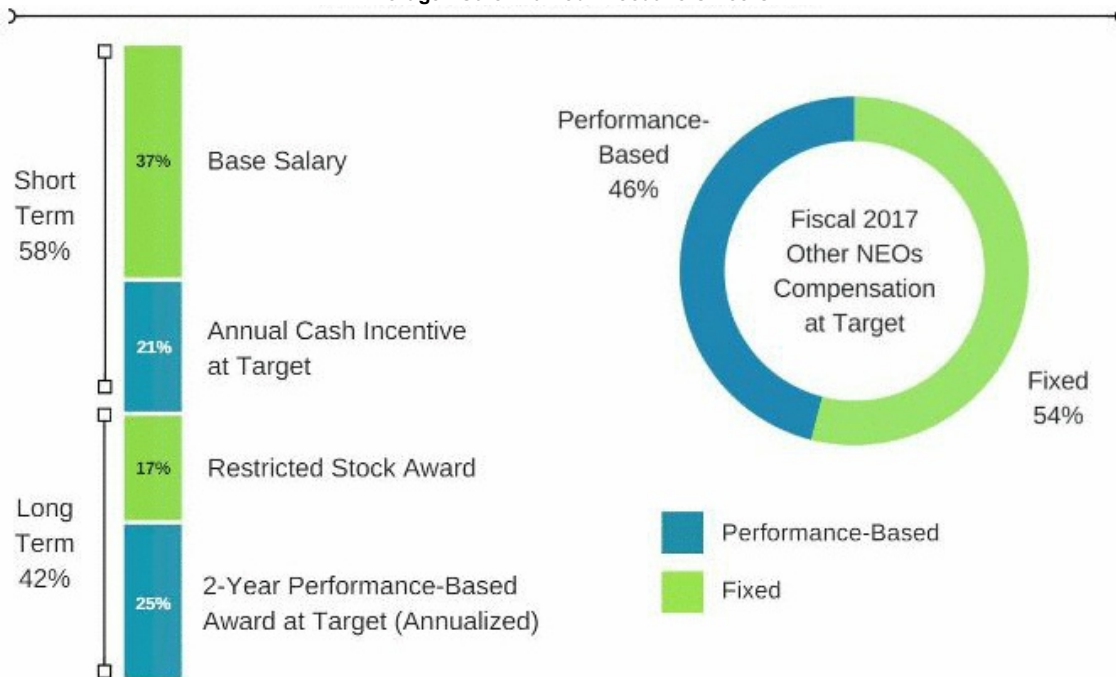 Short
Term
58%
37%
Base Salary
21%
Annual Cash Incentive
at Target
Long
Term
42%
17%
Restricted Stock Award
25%
2-Year Performance-Based
Award at Target (Annualized)
Performance-
Based
46%
Fiscal 2017
Other NEOs
Compensation
at Target
Fixed
54%
Performance-Based
Fixed